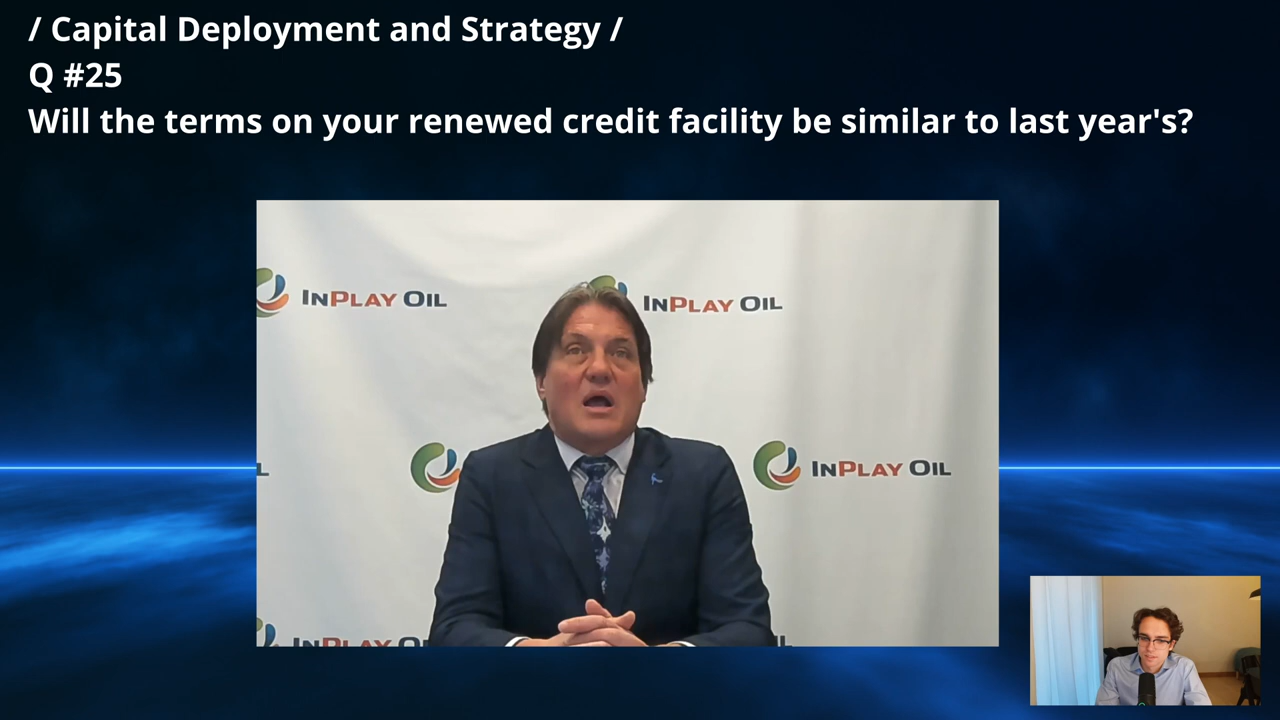 / Capital Deployment and Strategy /
Q #25
Will the terms on your renewed credit facility be similar to last year's?
INPLAY OIL
INPLAY OIL
L
INPLAY OIL
INPLAY OI
L